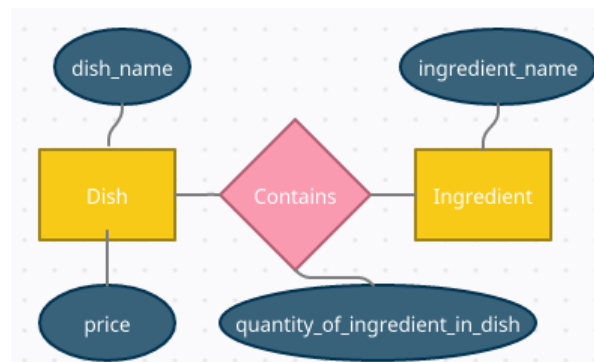 dish_name
ingredient_name
Dish
Contains
Ingredient
price
quantity_of_ingredient_in_dish